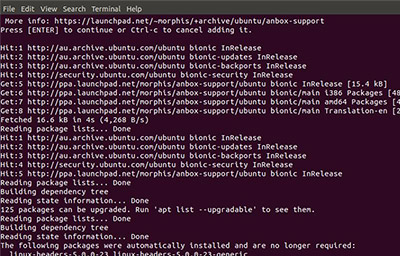 File Edit View Search Terminal Help
More info: https://launchpad.net/~morphis/+archive/ubuntu/anbox-support
Press [ENTER] to continue or Ctrl-c to cancel adding it.
Hit:1 http://au.archive.ubuntu.com/ubuntu bionic InRelease
Hit:2 http://au.archive.ubuntu.com/ubuntu bionic-updates InRelease
Hit:3 http://au.archive.ubuntu.com/ubuntu bionic-backports InRelease
Hit:4 http://security.ubuntu.com/ubuntu bionic-security InRelease
Get:5 http://ppa.launchpad.net/morphis/anbox-support/ubuntu bionic InRelease [15.4 kB]
Get:6 http://ppa.launchpad.net/morphis/anbox-support/ubuntu bionic/main i386 Packages [48
Get:7 http://ppa.launchpad.net/morphis/anbox-support/ubuntu bionic/main amd64 Packages [4
Get:8 http://ppa.launchpad.net/morphis/anbox-support/ubuntu bionic/main Translation-en [2
Fetched 16.6 kB in 4s (4,268 B/s)
Reading package lists... Done
Hit:1 http://au.archive.ubuntu.com/ubuntu bionic InRelease
Hit:2 http://au.archive.ubuntu.com/ubuntu bionic-updates InRelease
Hit:3 http://au.archive.ubuntu.com/ubuntu bionic-backports InRelease
Hit:4 http://security.ubuntu.com/ubuntu bionic-security InRelease
Hit:5 http://ppa.launchpad.net/morphis/anbox-support/ubuntu bionic InRelease
Reading package lists... Done
Building dependency tree
Reading state information... Done
125 packages can be upgraded. Run 'apt list --upgradable' to see them.
Reading package lists... Done
Building dependency tree
Reading state information... Done
The following packages were automatically installed and are no longer required:
linux-headers-5.0.0-23 linux-headers-5.0.0-23-generic